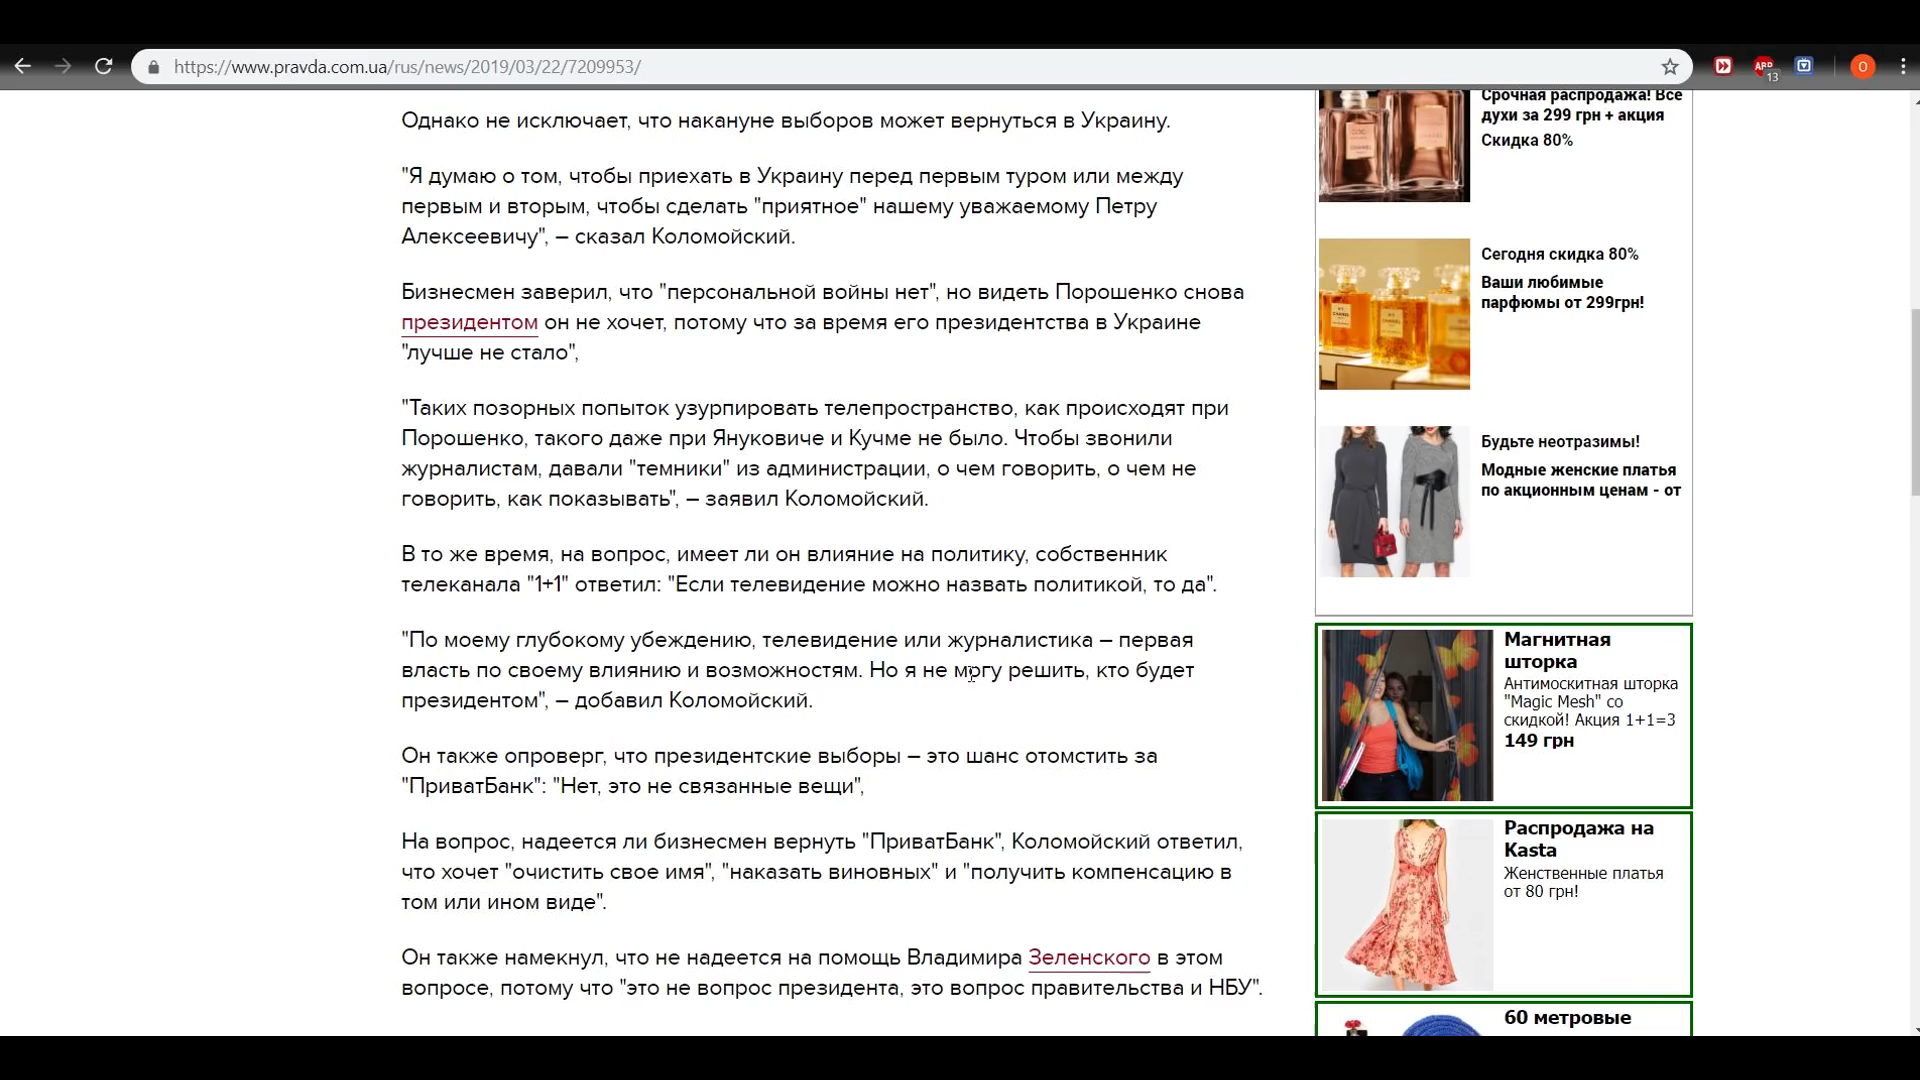 https://www.pravda.com.ua/rus/news/2019/03/22/7209953/
ABP
13
O
Однако не исключает, что накануне выборов может вернуться в Украину.
"Я думаю о том, чтобы приехать в Украину перед первым туром или между
первым и вторым, чтобы сделать "приятное" нашему уважаемому Петру
Алексеевичу", – сказал Коломойский.
Бизнесмен заверил, что "персональной войны нет", но видеть Порошенко снова
президентом он не хочет, потому что за время его президентства в Украине
"лучше не стало",
"Таких позорных попыток узурпировать телепространство, как происходят при
Порошенко, такого даже при Януковиче и Кучме не было. Чтобы звонили
журналистам, давали "темники" из администрации, о чем говорить, о чем не
говорить, как показывать", – заявил Коломойский.
В то же время, на вопрос, имеет ли он влияние на политику, собственник
телеканала "1+1" ответил: "Если телевидение можно назвать политикой, то да".
"По моему глубокому убеждению, телевидение или журналистика – первая
власть по своему влиянию и возможностям. Но я не могу решить, кто будет
президентом", – добавил Коломойский.
Он также опроверг, что президентские выборы – это шанс отомстить за
"ПриватБанк": "Нет, это не связанные вещи",
На вопрос, надеется ли бизнесмен вернуть "ПриватБанк", Коломойский ответил,
что хочет "очистить свое имя", "наказать виновных" и "получить компенсацию в
том или ином виде".
Он также намекнул, что не надеется на помощь Владимира Зеленского в этом
вопросе, потому что "это не вопрос президента, это вопрос правительства и НБУ".
Срочная распродажа! Все
духи за 299 грн + акция
Скидка 80%
Сегодня скидка 80%
Ваши любимые
парфюмы от 299грн!
Будьте неотразимы!
Модные женские платья
по акционным ценам - от
Магнитная
шторка
Антимоскитная шторка
"Magic Mesh" со
скидкой! Акция 1+1=3
149 грн
Распродажа на
Kasta
Женственные платья
от 80 грн!
60 метровые